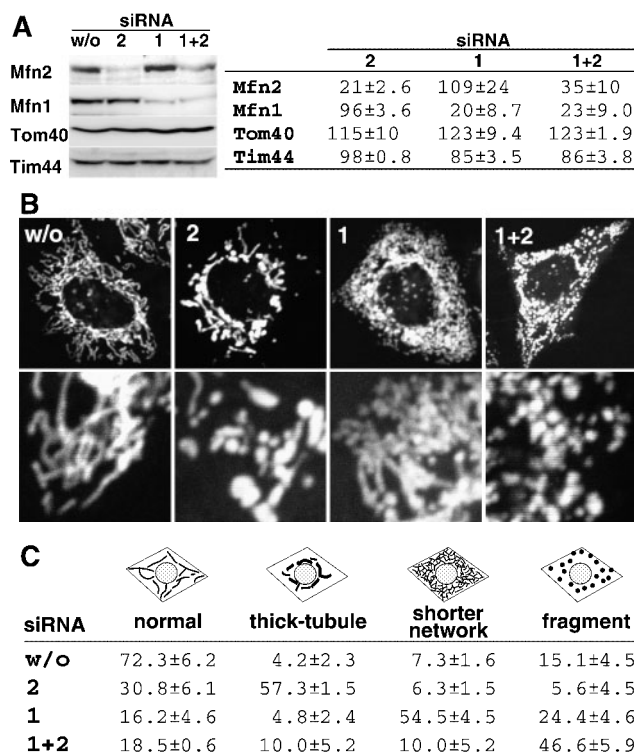 A
siRNA
w/o 2 1 1+2
Mfn2
Mfn1
Tom40
Tim44
siRNA
2 1 1+2
Mfn2 21±2.6 109±24 35±10
Mfn1 96±3.6 20±8.7 23±9.0
Tom40 115±10 123±9.4 123±1.9
Tim44 98±0.8 85±3.5 86±3.8
B
w/o 2 1 1+2
C
siRNA normal thick-tubule shorter network fragment
w/o 72.3±6.2 4.2±2.3 7.3±1.6 15.1±4.5
2 30.8±6.1 57.3±1.5 6.3±1.5 5.6±4.5
1 16.2±4.6 4.8±2.4 54.5±4.5 24.4±4.6
1+2 18.5±0.6 10.0±5.2 10.0±5.2 46.6±5.9